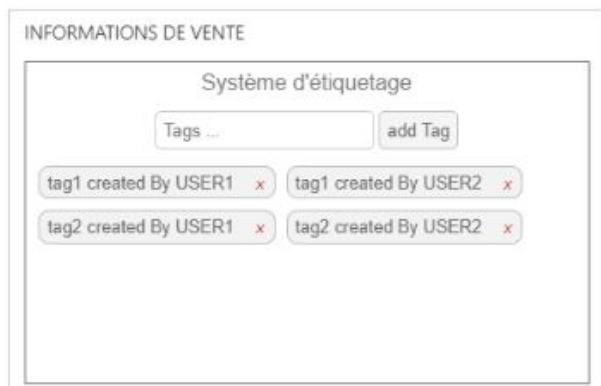 INFORMATIONS DE VENTE
Système d'étiquetage
Tags ... add Tag
tag1 created By USER1 x tag1 created By USER2 x
tag2 created By USER1 x tag2 created By USER2 x